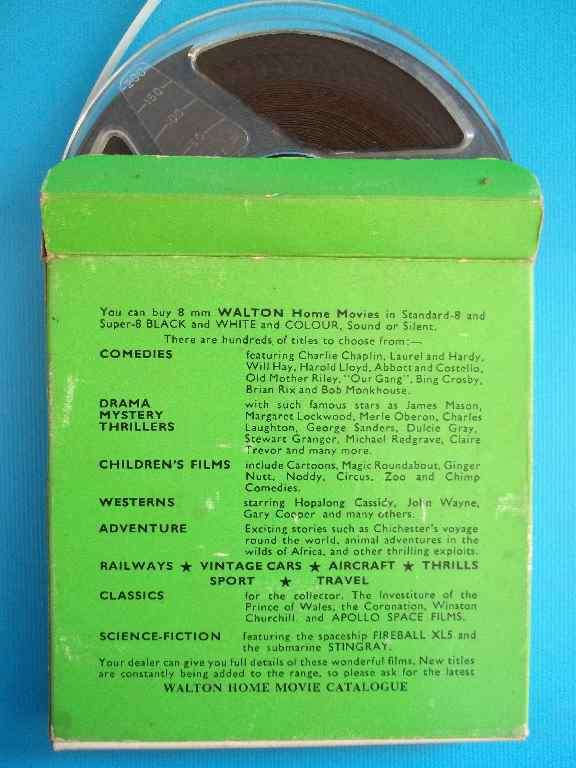 200
150
You can buy 8 mm WALTON Home Movies in Standard-8 and
Super-8 BLACK and WHITE and COLOUR, Sound or Silent.
There are hundreds of titles to choose from:—
COMEDIES featuring Charlie Chaplin, Laurel and Hardy,
Will Hay, Harold Lloyd, Abbott and Costello,
Old Mother Riley, "Our Gang", Bing Crosby,
Brian Rix and Bob Monkhouse.
DRAMA with such famous stars as James Mason,
MYSTERY Margaret Lockwood, Merle Oberon, Charles
THRILLERS Laughton, George Sanders, Dulcie Gray,
Stewart Granger, Michael Redgrave, Claire
Trevor and many more.
CHILDREN'S FILMS include Cartoons, Magic Roundabout, Ginger
Nutt, Noddy, Circus, Zoo and Chimp
Comedies.
WESTERNS starring Hopalong Cassidy, John Wayne,
Gary Cooper and many others.
ADVENTURE Exciting stories such as Chichester's voyage
round the world, animal adventures in the
wilds of Africa, and other thrilling exploits.
RAILWAYS ★ VINTAGE CARS ★ AIRCRAFT ★ THRILLS
SPORT ★ TRAVEL
CLASSICS for the collector. The Investiture of the
Prince of Wales, the Coronation, Winston
Churchill, and APOLLO SPACE FILMS.
SCIENCE-FICTION featuring the spaceship FIREBALL XL5 and
the submarine STINGRAY.
Your dealer can give you full details of these wonderful films. New titles
are constantly being added to the range, so please ask for the latest
WALTON HOME MOVIE CATALOGUE